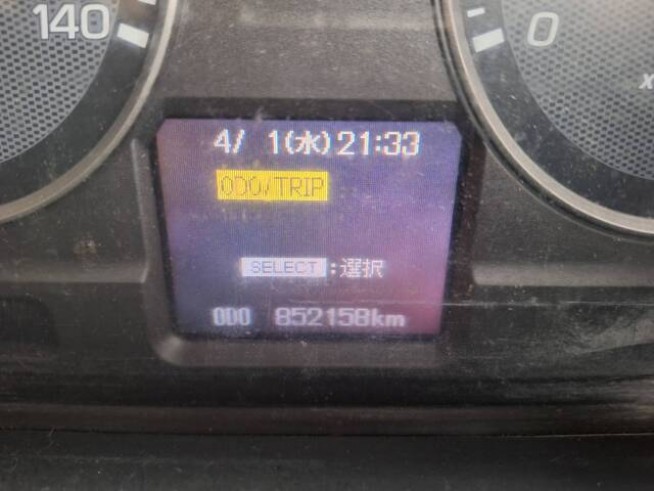 140
0
x
4/ 1(水)21:33
ODO/TRIP
SELECT:選択
ODO 852158km